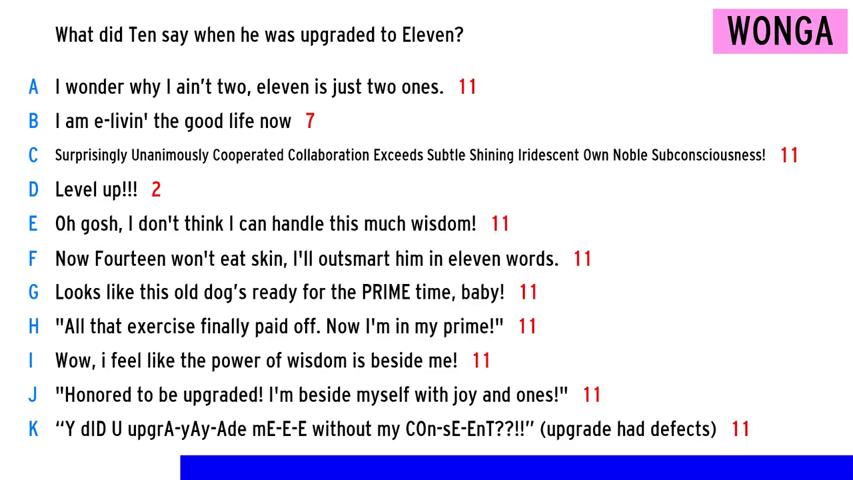 What did Ten say when he was upgraded to Eleven?
WONGA
A I wonder why I ain’t two, eleven is just two ones. 11
B I am e-livin' the good life now 7
C Surprisingly Unanimously Cooperated Collaboration Exceeds Subtle Shining Iridescent Own Noble Subconsciousness! 11
D Level up!!! 2
E Oh gosh, I don't think I can handle this much wisdom! 11
F Now Fourteen won't eat skin, I'll outsmart him in eleven words. 11
G Looks like this old dog’s ready for the PRIME time, baby! 11
H "All that exercise finally paid off. Now I'm in my prime!" 11
I Wow, i feel like the power of wisdom is beside me! 11
J "Honored to be upgraded! I'm beside myself with joy and ones!" 11
K “Y dID U upgrA-yAy-Ade mE-E-E without my COn-sE-EnT??!!” (upgrade had defects) 11